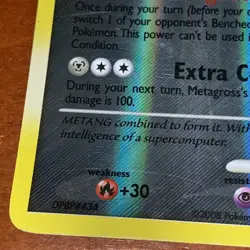 Once during your turn (before your
switch 1 of your opponent's Benched
Pokémon. This power can't be used i
Condition.
Extra C
During your next turn, Metagross's
damage is 100.
METANG combined to form it. With
intelligence of a supercomputer.
weakness
resist
+30
DPBP#434
©2008 Pokém